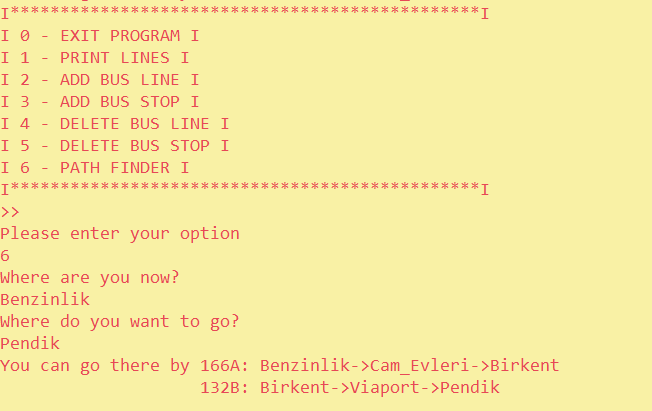 I***********************************************I
I 0 - EXIT PROGRAM I
I 1 - PRINT LINES I
I 2 - ADD BUS LINE I
I 3 - ADD BUS STOP I
I 4 - DELETE BUS LINE I
I 5 - DELETE BUS STOP I
I 6 - PATH FINDER I
I***********************************************I
>>
Please enter your option
6
Where are you now?
Benzinlik
Where do you want to go?
Pendik
You can go there by 166A: Benzinlik->Cam_Evleri->Birkent
132B: Birkent->Viaport->Pendik